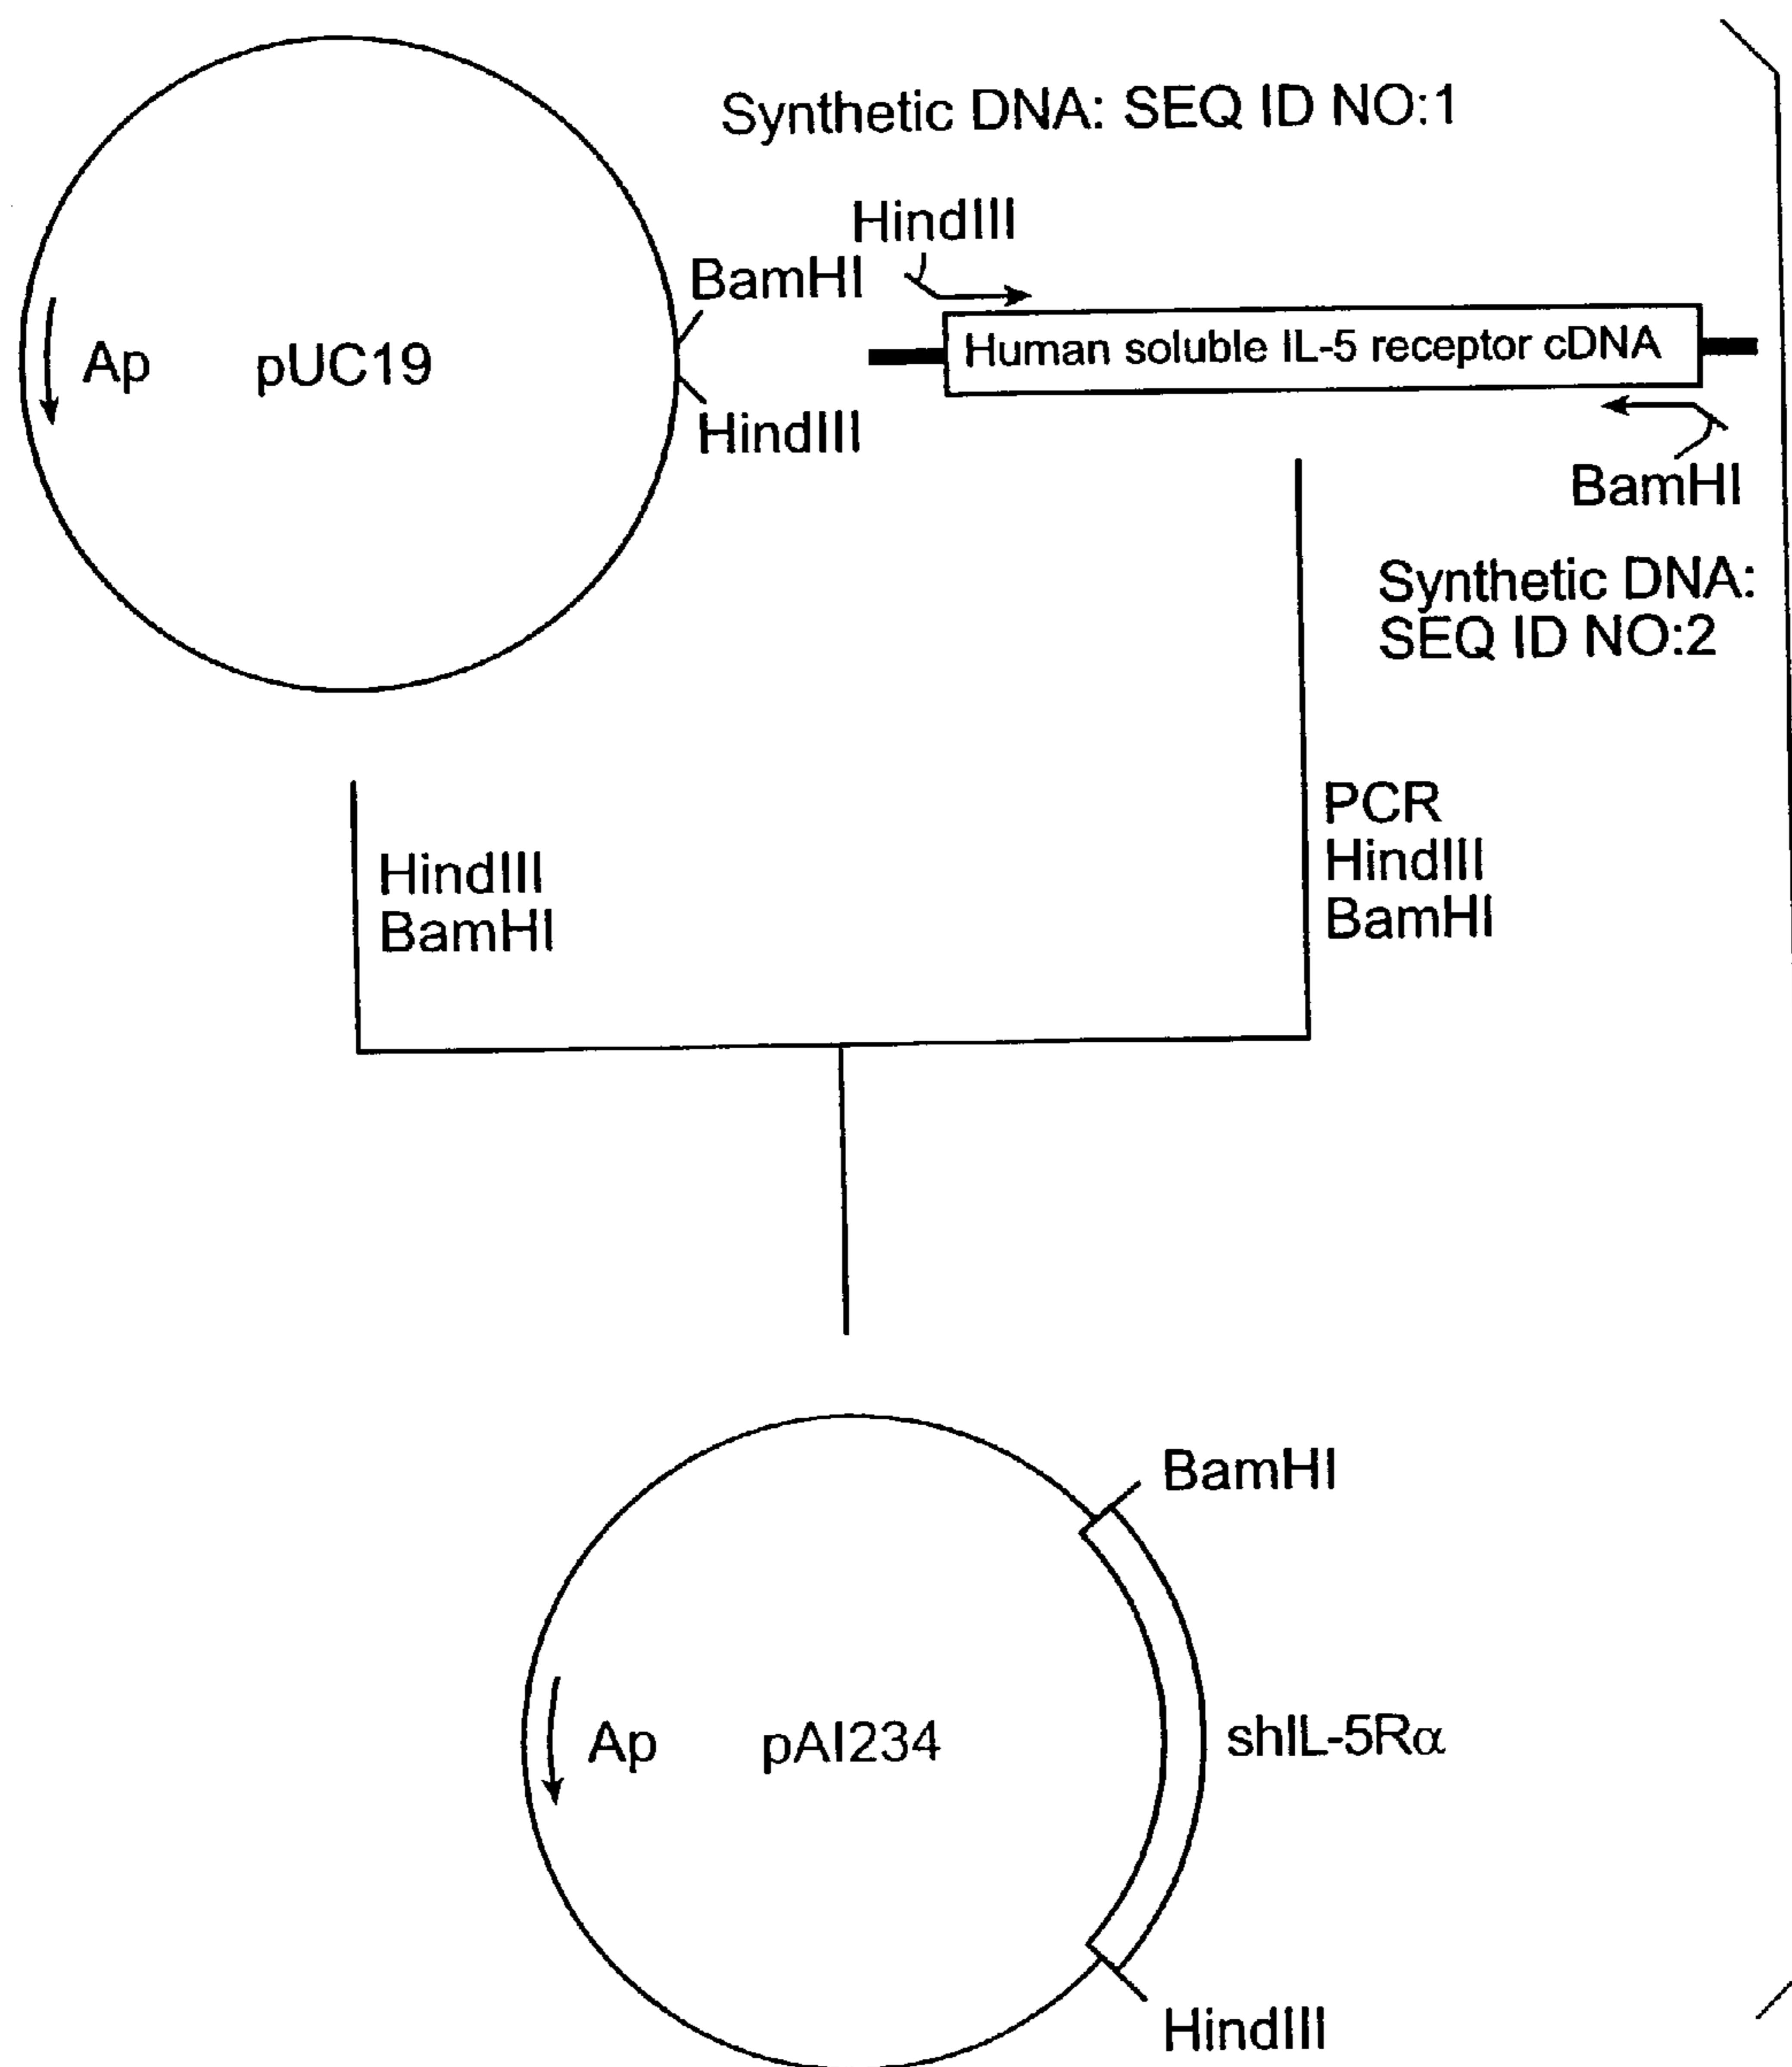 Synthetic DNA: SEQ ID NO:1
HindIII
BamHI
Ap
pUC19
Human soluble IL-5 receptor cDNA
HindIII
BamHI
Synthetic DNA:
SEQ ID NO:2
HindIII
BamHI
PCR
HindIII
BamHI
BamHI
Ap
pAI234
shIL-5Rα
HindIII